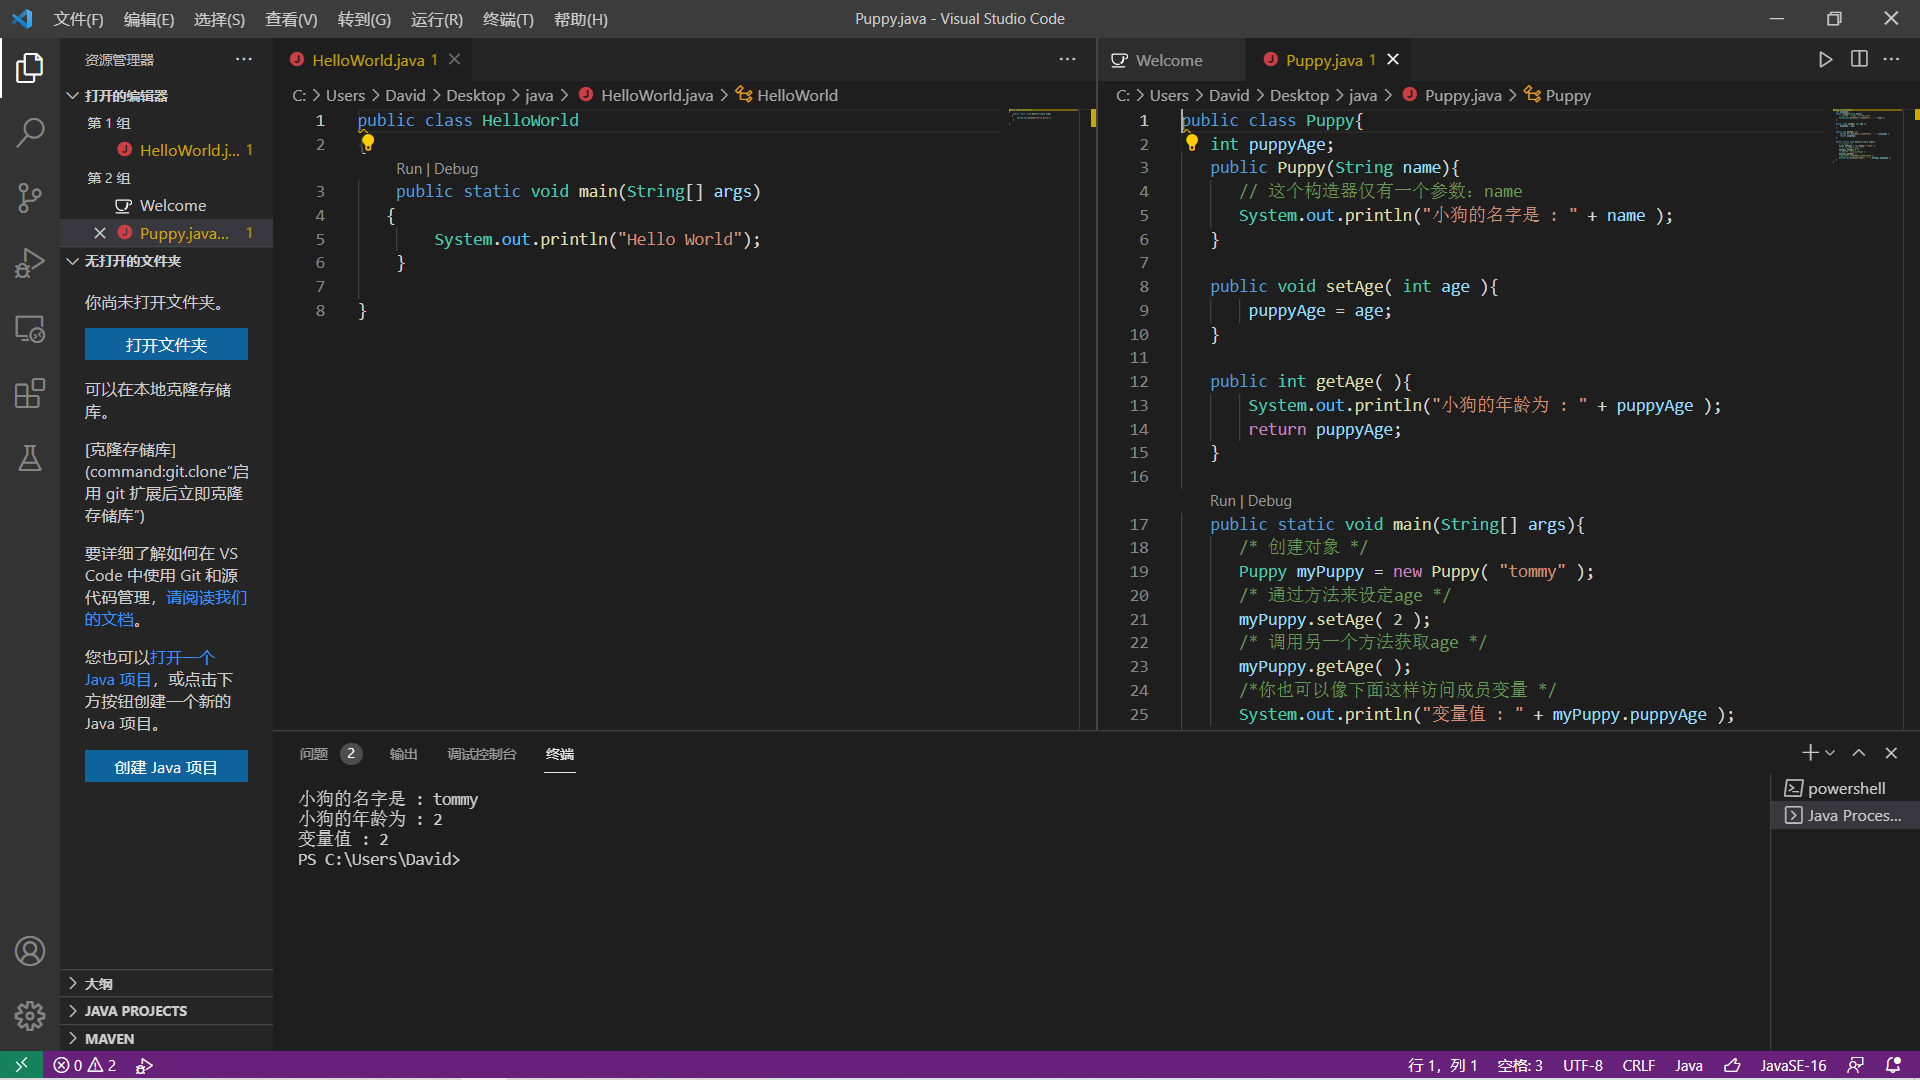 文件(F) 编辑(E) 选择(S) 查看(V) 转到(G) 运行(R) 终端(T) 帮助(H)
Puppy.java - Visual Studio Code
资源管理器
打开的编辑器
第 1 组
HelloWorld.j... 1
第 2 组
Welcome
Puppy.java... 1
无打开的文件夹
你尚未打开文件夹。
打开文件夹
可以在本地克隆存储
库。
[克隆存储库]
(command:git.clone“启
用 git 扩展后立即克隆
存储库”)
要详细了解如何在 VS
Code 中使用 Git 和源
代码管理，请阅读我们
的文档。
您也可以打开一个
Java 项目，或点击下
方按钮创建一个新的
Java 项目。
创建 Java 项目
大纲
JAVA PROJECTS
MAVEN
HelloWorld.java 1
C: > Users > David > Desktop > java > HelloWorld.java > HelloWorld
1 public class HelloWorld
2 {
Run | Debug
3 public static void main(String[] args)
4 {
5 System.out.println("Hello World");
6 }
7
8 }
Welcome
Puppy.java 1
C: > Users > David > Desktop > java > Puppy.java > Puppy
1 public class Puppy{
2 int puppyAge;
3 public Puppy(String name){
4 // 这个构造器仅有一个参数：name
5 System.out.println("小狗的名字是 : " + name );
6 }
7
8 public void setAge( int age ){
9 puppyAge = age;
10 }
11
12 public int getAge( ){
13 System.out.println("小狗的年龄为 : " + puppyAge );
14 return puppyAge;
15 }
16
Run | Debug
17 public static void main(String[] args){
18 /* 创建对象 */
19 Puppy myPuppy = new Puppy( "tommy" );
20 /* 通过方法来设定age */
21 myPuppy.setAge( 2 );
22 /* 调用另一个方法获取age */
23 myPuppy.getAge( );
24 /*你也可以像下面这样访问成员变量 */
25 System.out.println("变量值 : " + myPuppy.puppyAge );
问题 2 输出 调试控制台 终端
小狗的名字是 : tommy
小狗的年龄为 : 2
变量值 : 2
PS C:\Users\David>
powershell
Java Proces...
0 2
行 1，列 1 空格: 3 UTF-8 CRLF Java JavaSE-16